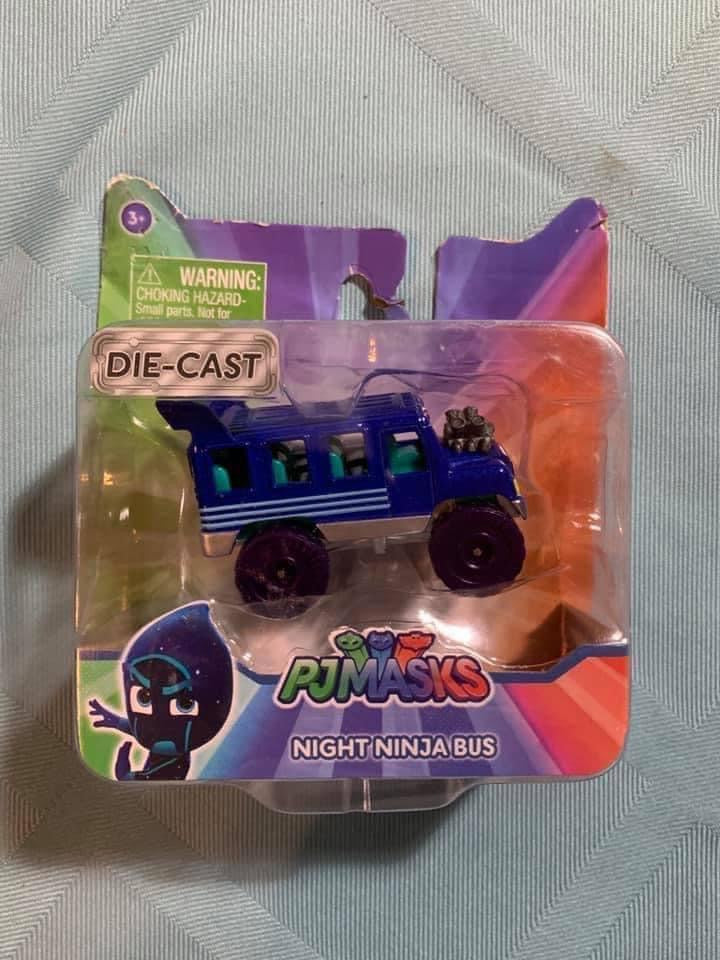 3+
WARNING:
CHOKING HAZARD-
Small parts. Not for
DIE-CAST
PJMASKS
NIGHT NINJA BUS